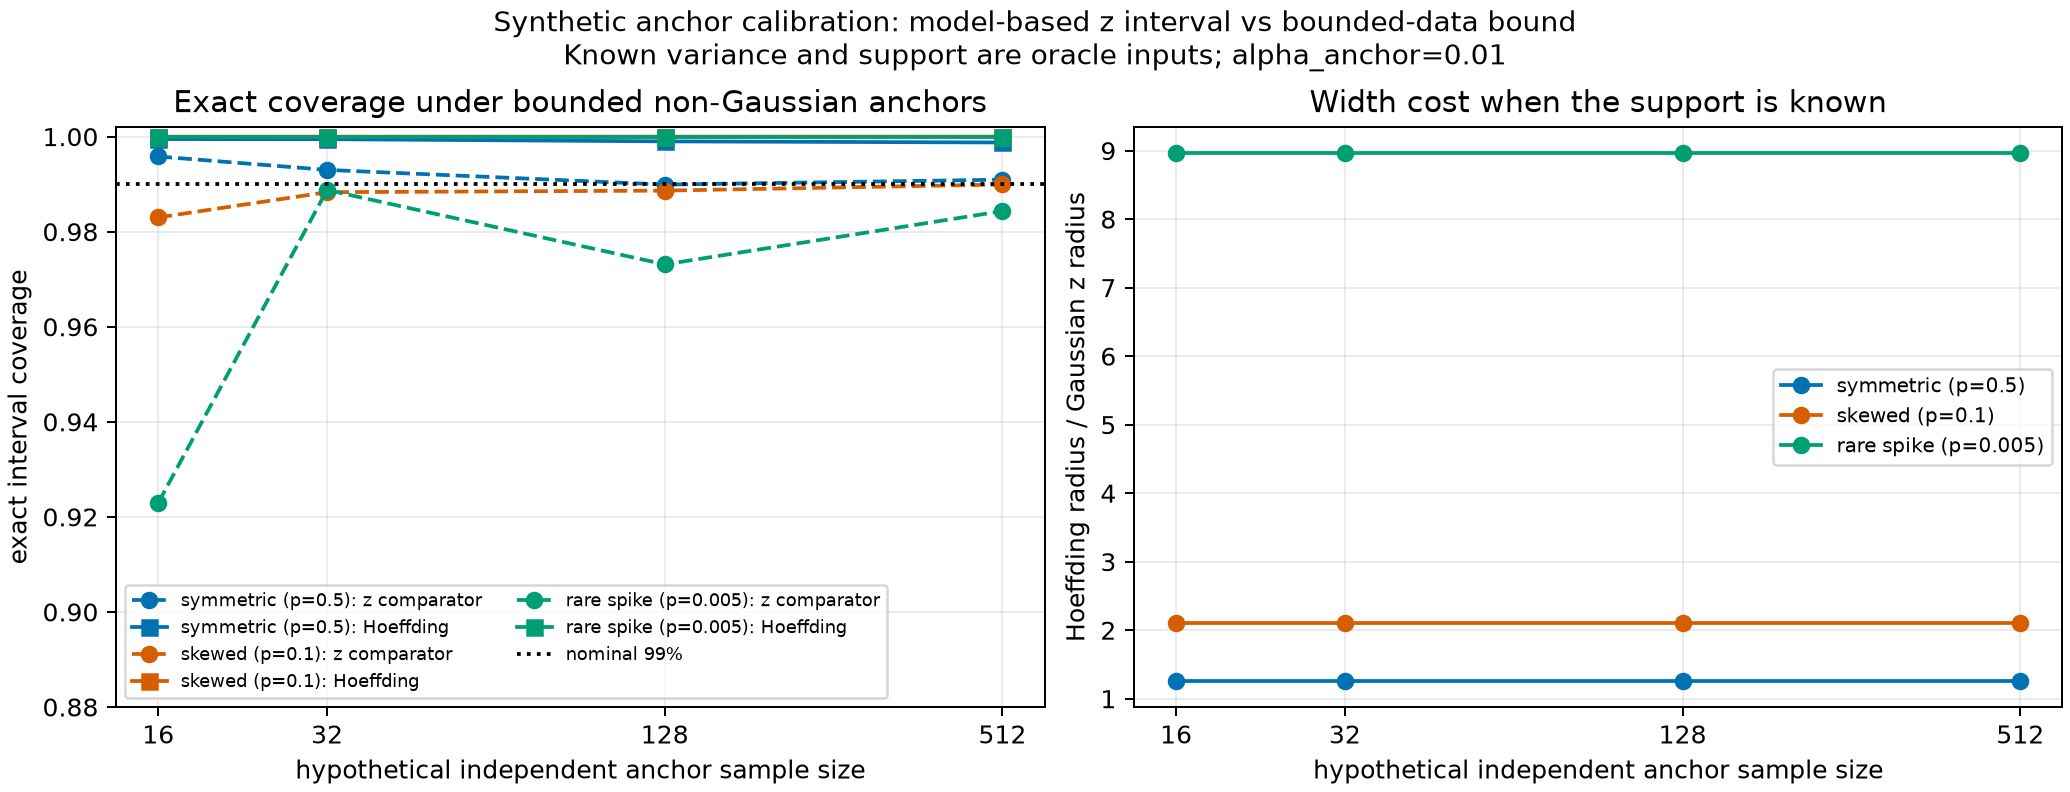 Synthetic anchor calibration: model-based z interval vs bounded-data bound
Known variance and support are oracle inputs; alpha_anchor=0.01
Exact coverage under bounded non-Gaussian anchors
exact interval coverage
1.00
0.98
0.96
0.94
0.92
0.90
0.88
symmetric (p=0.5): z comparator
symmetric (p=0.5): Hoeffding
skewed (p=0.1): z comparator
skewed (p=0.1): Hoeffding
rare spike (p=0.005): z comparator
rare spike (p=0.005): Hoeffding
nominal 99%
16 32 128 512
hypothetical independent anchor sample size
Width cost when the support is known
Hoeffding radius / Gaussian z radius
9
8
7
6
5
4
3
2
1
symmetric (p=0.5)
skewed (p=0.1)
rare spike (p=0.005)
16 32 128 512
hypothetical independent anchor sample size